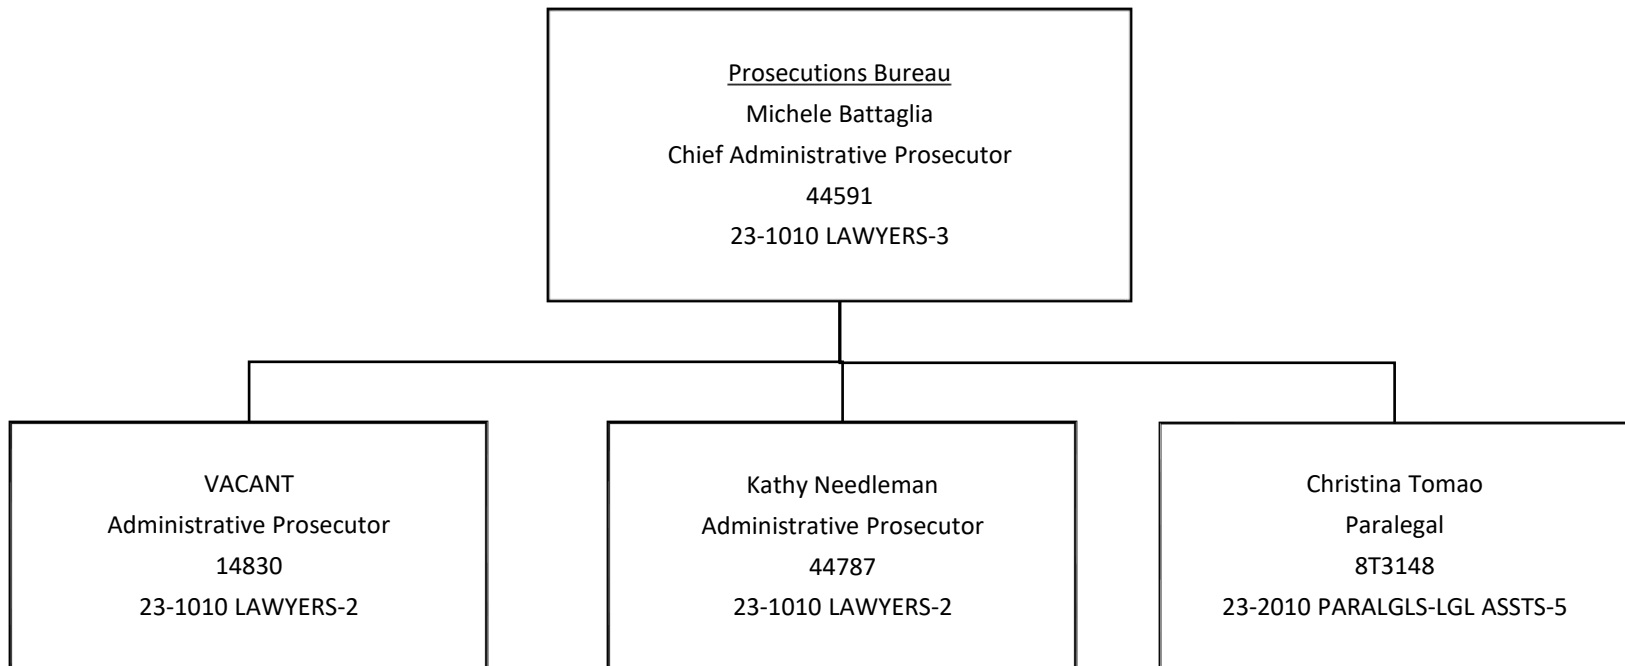 Prosecutions Bureau
Michele Battaglia
Chief Administrative Prosecutor
44591
23-1010 LAWYERS-3
VACANT
Administrative Prosecutor
14830
23-1010 LAWYERS-2
Kathy Needleman
Administrative Prosecutor
44787
23-1010 LAWYERS-2
Christina Tomao
Paralegal
8T3148
23-2010 PARALGLS-LGL ASSTS-5